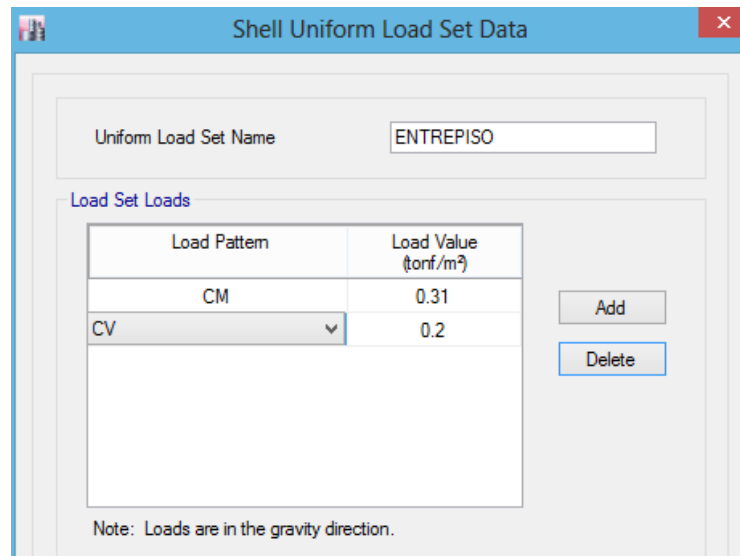 Shell Uniform Load Set Data
Uniform Load Set Name ENTREPISO
Load Set Loads
Load Pattern Load Value
(tonf/m²)
CM 0.31
Add
CV 0.2
Delete
Note: Loads are in the gravity direction.